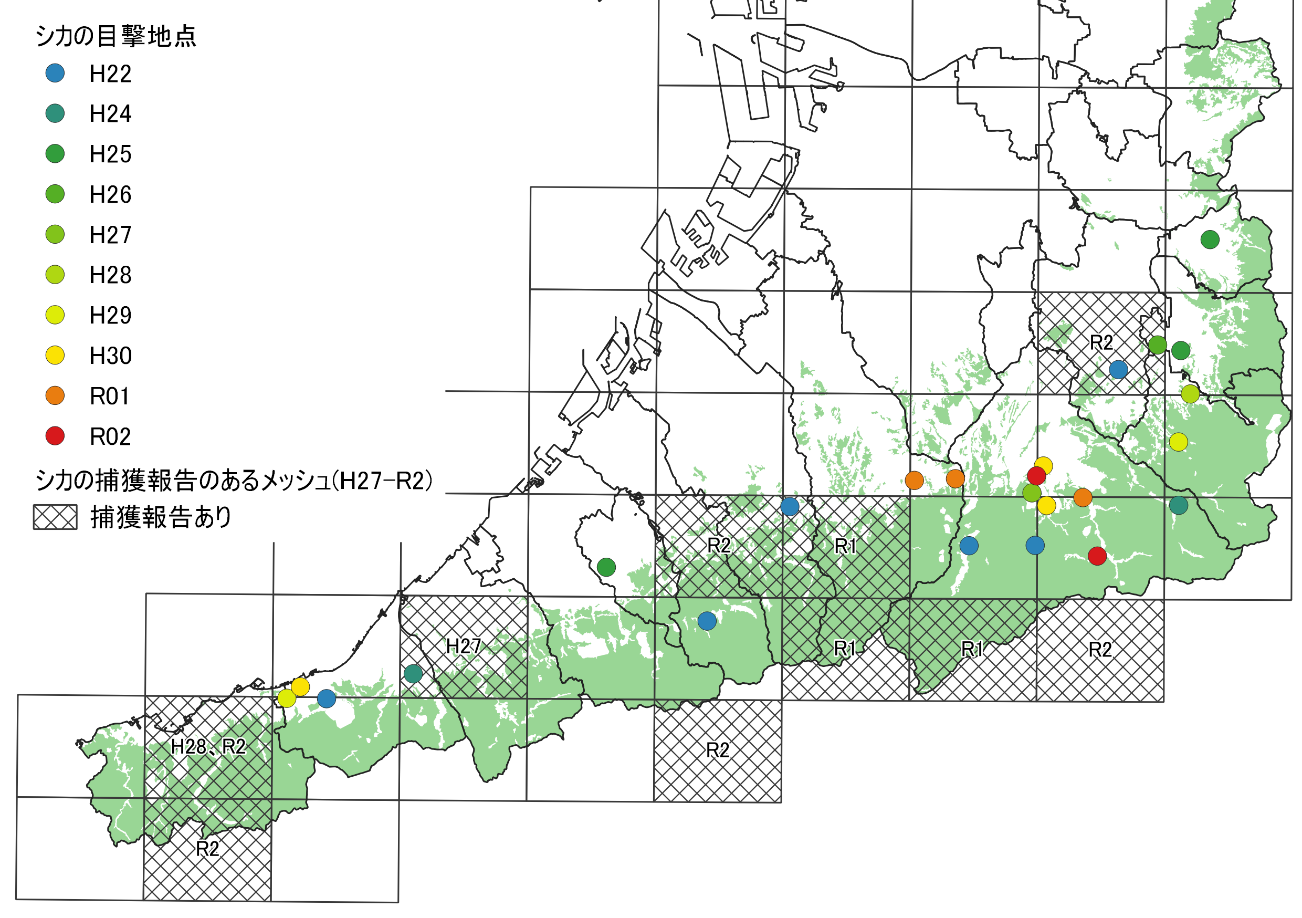 シカの目撃地点
H22
H24
H25
H26
H27
H28
H29
H30
R01
R02
シカの捕獲報告のあるメッシュ(H27-R2)
捕獲報告あり
R2
R2
R1
H27
R1
R1
R2
H28、R2
R2
R2